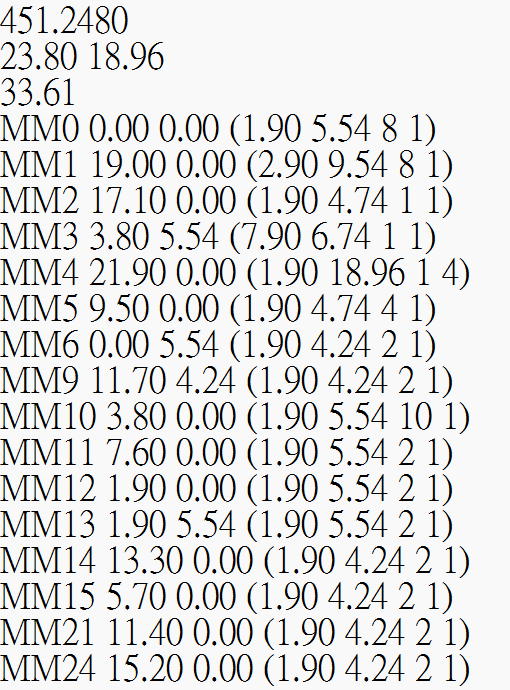 451.2480
23.80 18.96
33.61
MM0 0.00 0.00 (1.90 5.54 8 1)
MM1 19.00 0.00 (2.90 9.54 8 1)
MM2 17.10 0.00 (1.90 4.74 1 1)
MM3 3.80 5.54 (7.90 6.74 1 1)
MM4 21.90 0.00 (1.90 18.96 1 4)
MM5 9.50 0.00 (1.90 4.74 4 1)
MM6 0.00 5.54 (1.90 4.24 2 1)
MM9 11.70 4.24 (1.90 4.24 2 1)
MM10 3.80 0.00 (1.90 5.54 10 1)
MM11 7.60 0.00 (1.90 5.54 2 1)
MM12 1.90 0.00 (1.90 5.54 2 1)
MM13 1.90 5.54 (1.90 5.54 2 1)
MM14 13.30 0.00 (1.90 4.24 2 1)
MM15 5.70 0.00 (1.90 4.24 2 1)
MM21 11.40 0.00 (1.90 4.24 2 1)
MM24 15.20 0.00 (1.90 4.24 2 1)